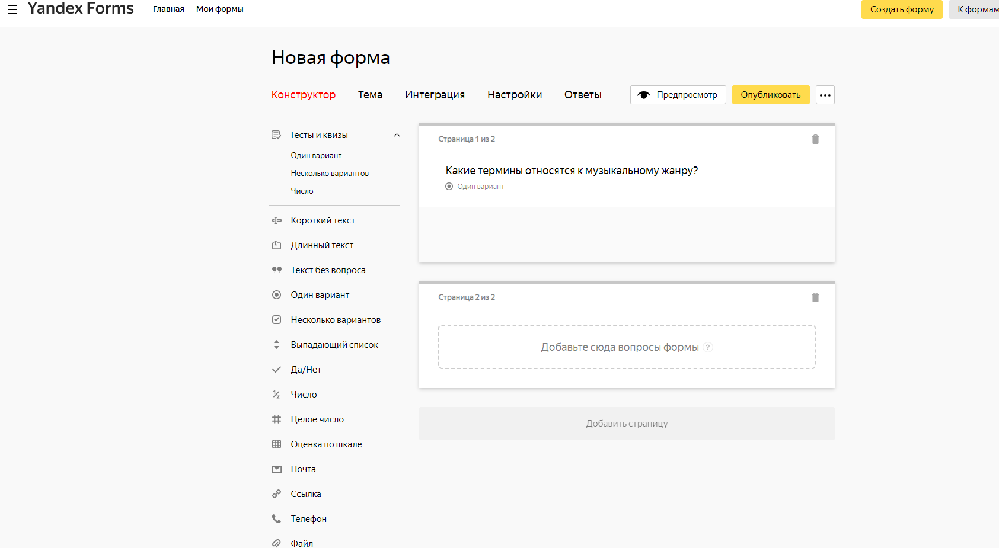 Yandex Forms
Главная
Мои формы
Создать форму
К формам
Новая форма
Конструктор
Тема
Интеграция
Настройки
Ответы
Предпросмотр
Опубликовать
Тесты и квизы
Один вариант
Несколько вариантов
Число
Короткий текст
Длинный текст
Текст без вопроса
Один вариант
Несколько вариантов
Выпадающий список
Да/Нет
Число
Целое число
Оценка по шкале
Почта
Ссылка
Телефон
Файл
Страница 1 из 2
Какие термины относятся к музыкальному жанру?
Один вариант
Страница 2 из 2
Добавьте сюда вопросы формы ?
Добавить страницу